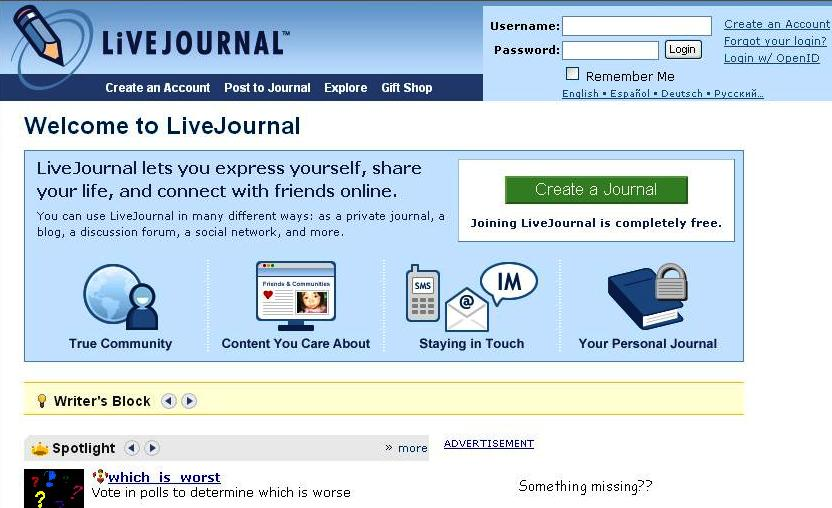 LiVEJOURNAL™
Username:
Password:
Login
Remember Me
Create an Account
Forgot your login?
Login w/ OpenID
English • Español • Deutsch • Русский...
Create an Account Post to Journal Explore Gift Shop
Welcome to LiveJournal
LiveJournal lets you express yourself, share
your life, and connect with friends online.
You can use LiveJournal in many different ways: as a private journal, a
blog, a discussion forum, a social network, and more.
Create a Journal
Joining LiveJournal is completely free.
Friends & Communities
SMS
@
IM
True Community
Content You Care About
Staying in Touch
Your Personal Journal
Writer's Block
Spotlight
» more
ADVERTISEMENT
? ? ? ?
which_is_worst
Vote in polls to determine which is worse
Something missing??